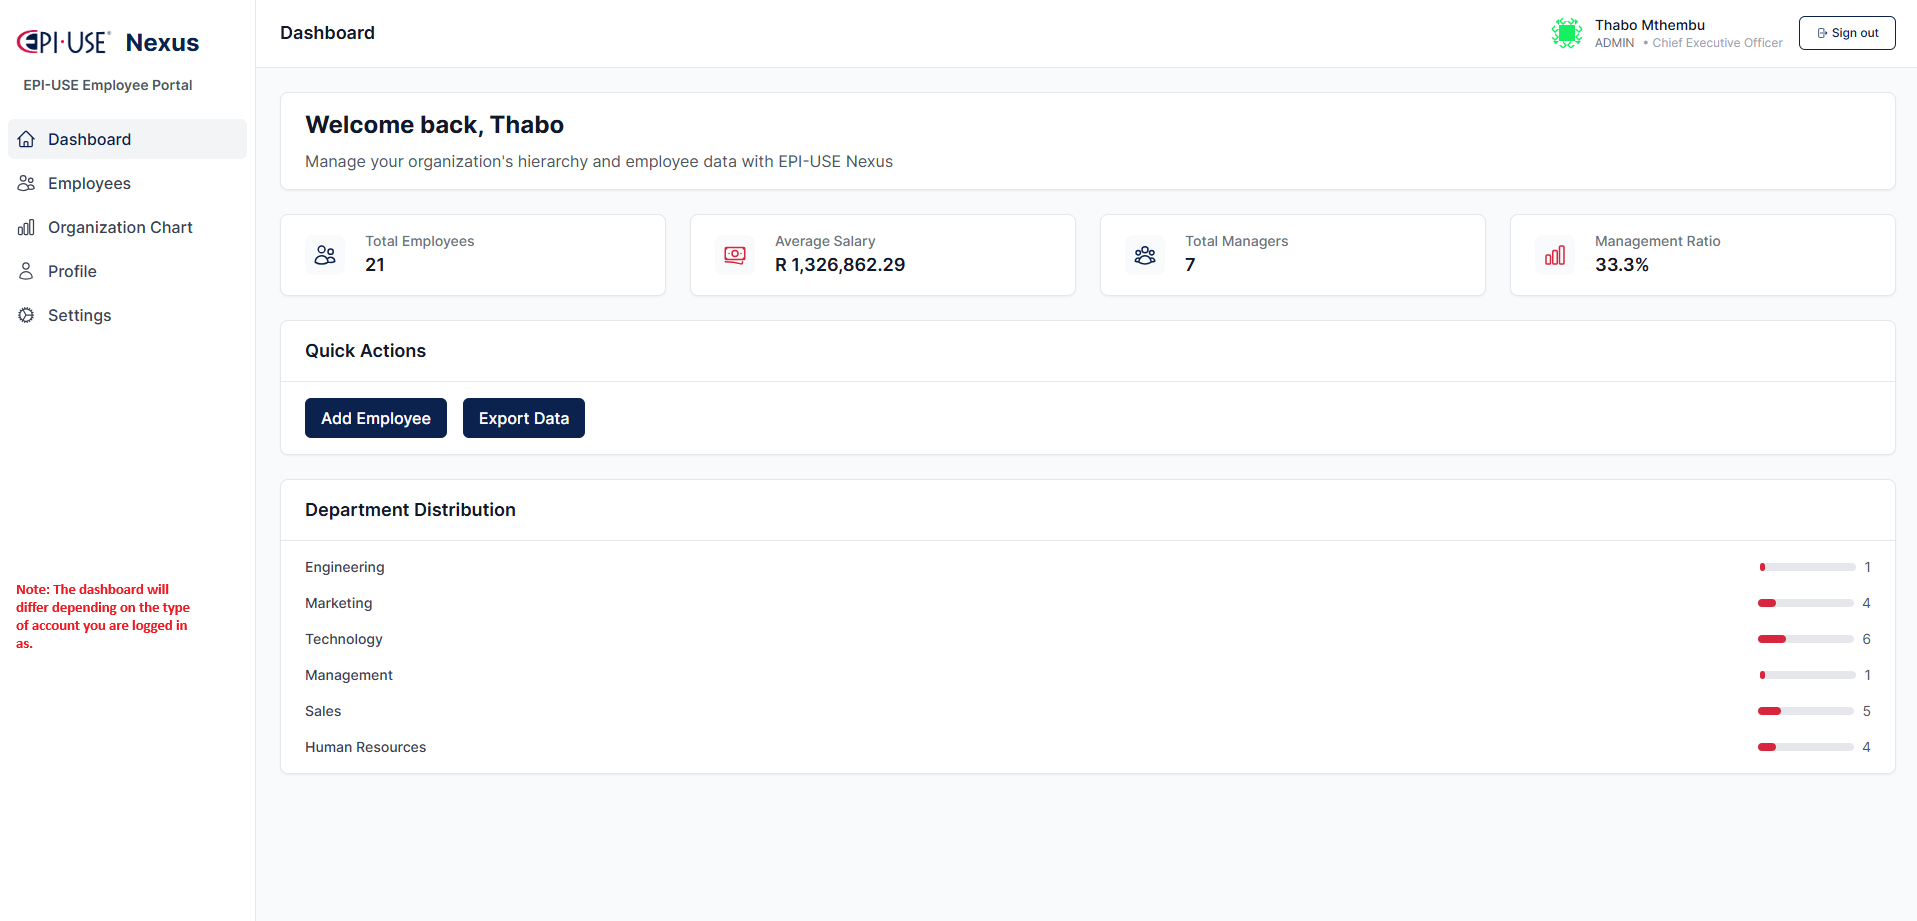 EPI-USE® Nexus
EPI-USE Employee Portal
Dashboard
Employees
Organization Chart
Profile
Settings
Note: The dashboard will
differ depending on the type
of account you are logged in
as.
Dashboard
Thabo Mthembu
ADMIN • Chief Executive Officer
Sign out
Welcome back, Thabo
Manage your organization's hierarchy and employee data with EPI-USE Nexus
Total Employees
21
Average Salary
R 1,326,862.29
Total Managers
7
Management Ratio
33.3%
Quick Actions
Add Employee
Export Data
Department Distribution
Engineering 1
Marketing 4
Technology 6
Management 1
Sales 5
Human Resources 4